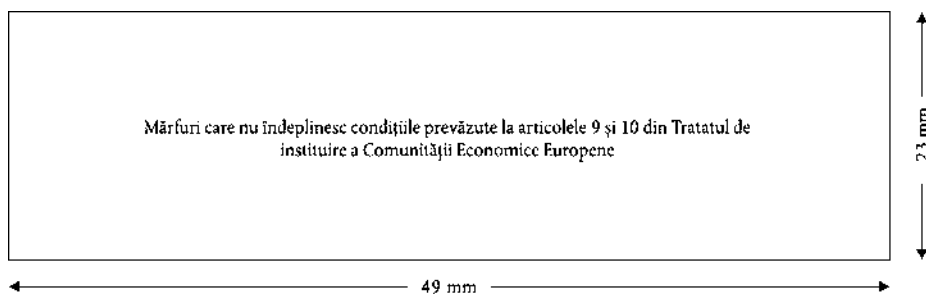 Mărfuri care nu îndeplinesc condițiile prevăzute la articolele 9 și 10 din Tratatul de
instituire a Comunității Economice Europene
23 mm
49 mm